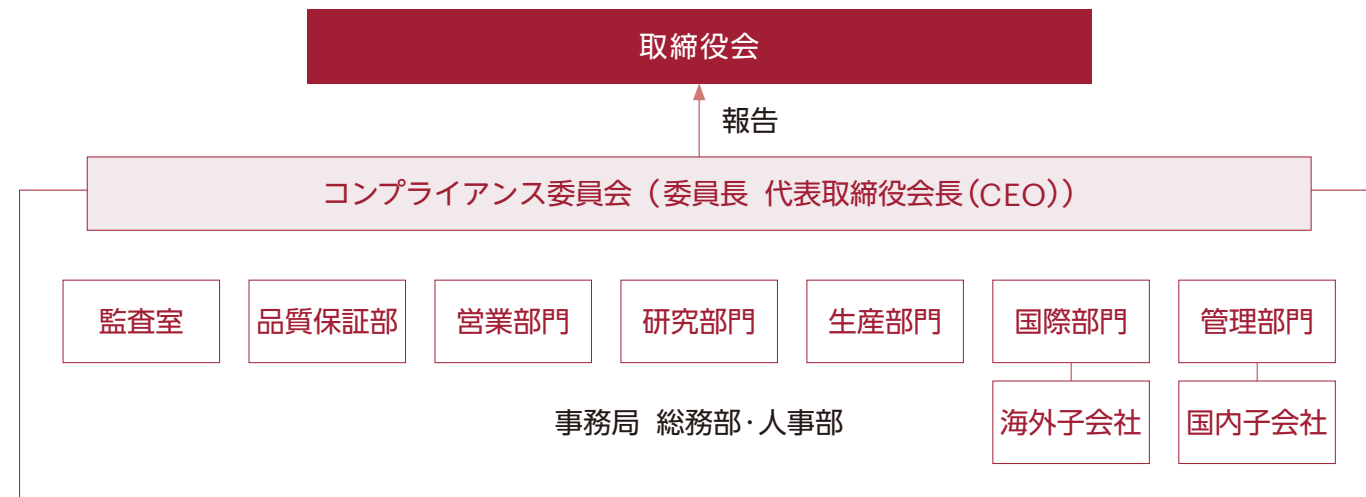 取締役会
報告
コンプライアンス委員会（委員長 代表取締役会長（CEO））
監査室
品質保証部
営業部門
研究部門
生産部門
国際部門
管理部門
事務局 総務部・人事部
海外子会社
国内子会社